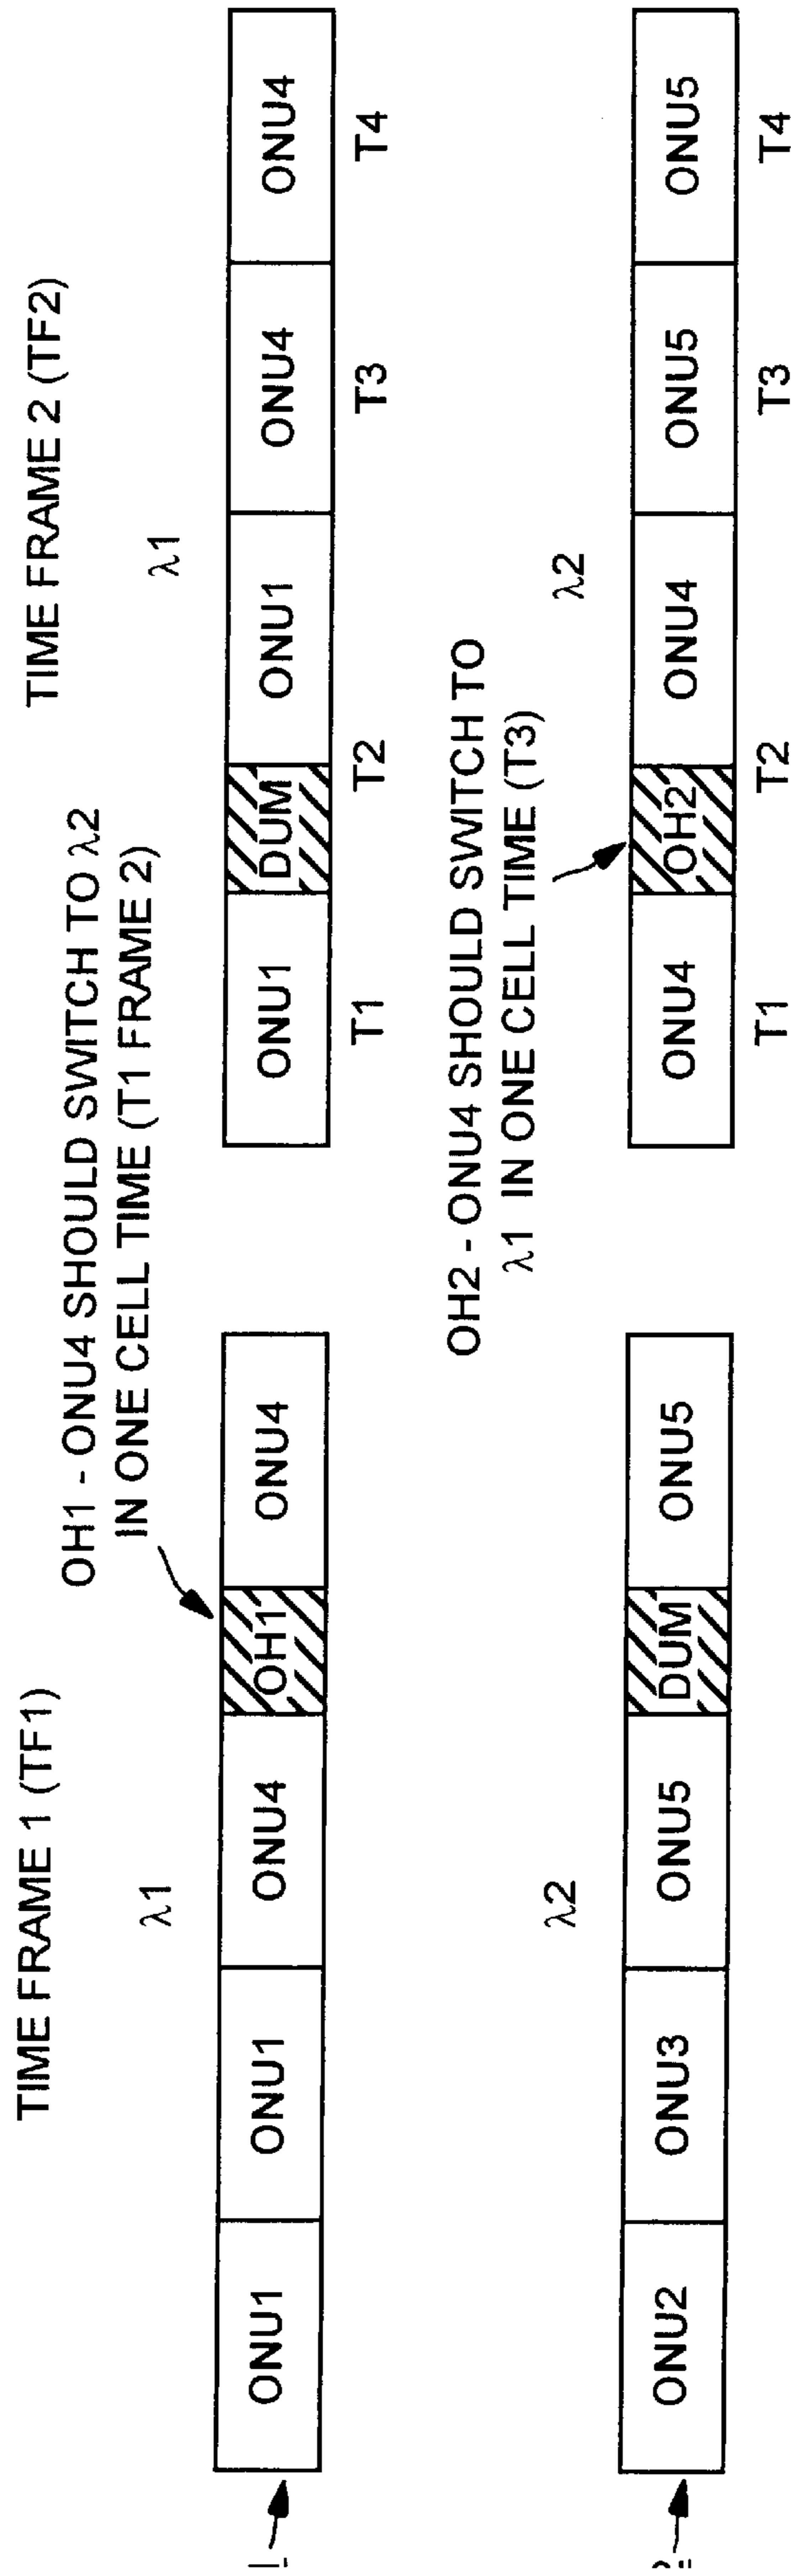 TIME FRAME 1 (TF1)
TIME FRAME 2 (TF2)
OH1 - ONU4 SHOULD SWITCH TO λ2
IN ONE CELL TIME (T1 FRAME 2)
λ1
λ1
ONU1 ONU1 ONU4 OH1 ONU4
ONU1 DUM ONU1 ONU4 ONU4
T1 T2 T3 T4
OH2 - ONU4 SHOULD SWITCH TO
λ1 IN ONE CELL TIME (T3)
λ2
λ2
ONU2 ONU3 ONU5 DUM ONU5
ONU4 OH2 ONU4 ONU5 ONU5
T1 T2 T3 T4